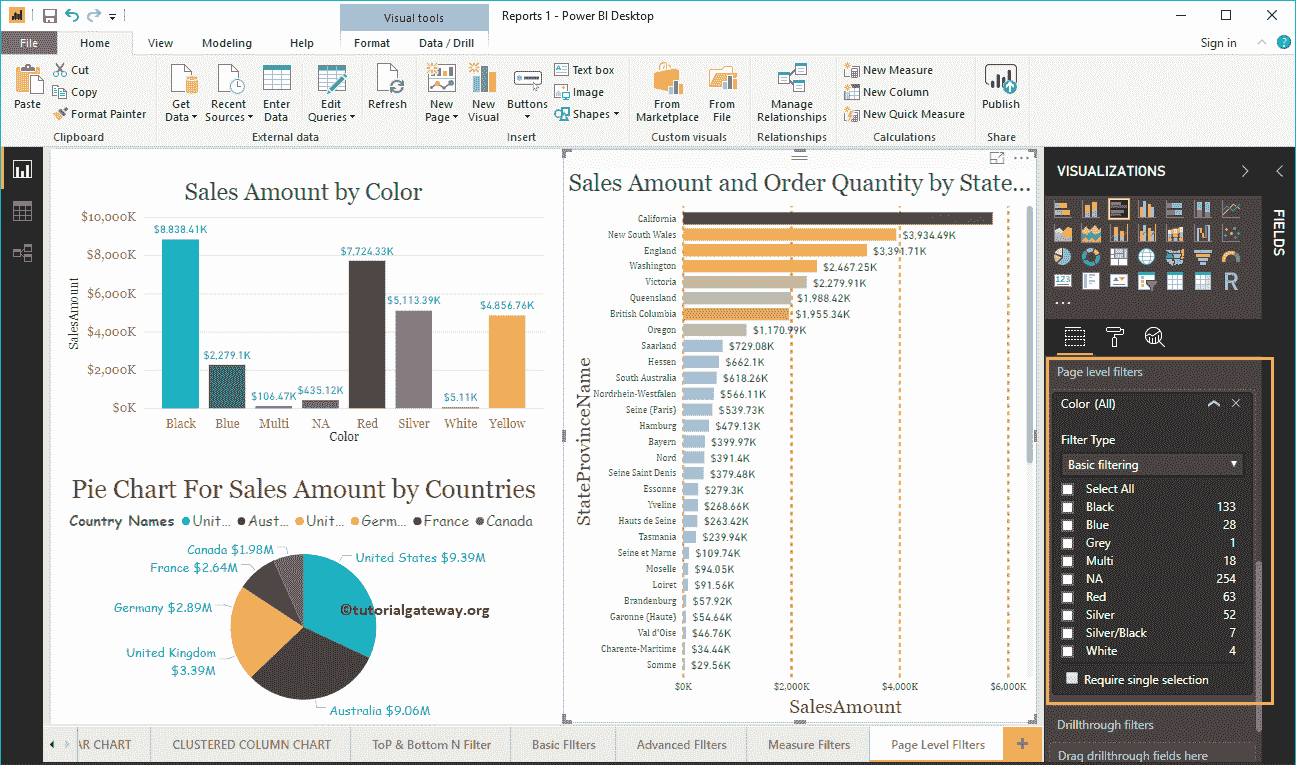 Visual tools
Reports 1 - Power BI Desktop
File Home View Modeling Help Format Data / Drill Sign in
Paste
Cut
Copy
Format Painter
Clipboard
Get Data
Recent Sources
Enter Data
Edit Queries
Refresh
External data
New Page
New Visual
Buttons
Text box
Image
Shapes
Insert
From Marketplace
From File
Custom visuals
Manage Relationships
Relationships
New Measure
New Column
New Quick Measure
Calculations
Publish
Share
Sales Amount by Color
SalesAmount
$10,000K
$8,000K
$6,000K
$4,000K
$2,000K
$0K
$8,838.41K
$2,279.1K
$106.47K
$435.12K
$7,724.33K
$5,113.39K
$5.11K
$4,856.76K
Black Blue Multi NA Red Silver White Yellow
Color
Pie Chart For Sales Amount by Countries
Country Names Unit... Aust... Unit... Germ... France Canada
Canada $1.98M
France $2.64M
Germany $2.89M
United Kingdom
$3.39M
United States $9.39M
Australia $9.06M
©tutorialgateway.org
Sales Amount and Order Quantity by State...
StateProvinceName
California
New South Wales $3,934.49K
England $3,391.71K
Washington $2,467.25K
Victoria $2,279.91K
Queensland $1,988.42K
British Columbia $1,955.34K
Oregon $1,170.99K
Saarland $729.08K
Hessen $662.1K
South Australia $618.26K
Nordrhein-Westfalen $566.11K
Seine (Paris) $539.73K
Hamburg $479.13K
Bayern $399.97K
Nord $391.4K
Seine Saint Denis $379.48K
Essonne $279.3K
Yveline $268.66K
Hauts de Seine $263.42K
Tasmania $239.94K
Seine et Marne $109.74K
Moselle $94.05K
Loiret $91.56K
Brandenburg $57.92K
Garonne (Haute) $54.64K
Val d'Oise $46.76K
Charente-Maritime $34.44K
Somme $29.56K
$0K $2,000K $4,000K $6,000K
SalesAmount
VISUALIZATIONS
FIELDS
123
R
Page level filters
Color (All)
Filter Type
Basic filtering
Select All
Black 133
Blue 28
Grey 1
Multi 18
NA 254
Red 63
Silver 52
Silver/Black 7
White 4
Require single selection
Drillthrough filters
Drag drillthrough fields here
AR CHART
CLUSTERED COLUMN CHART
ToP & Bottom N Filter
Basic FIlters
Advanced FIlters
Measure Filters
Page Level FIlters